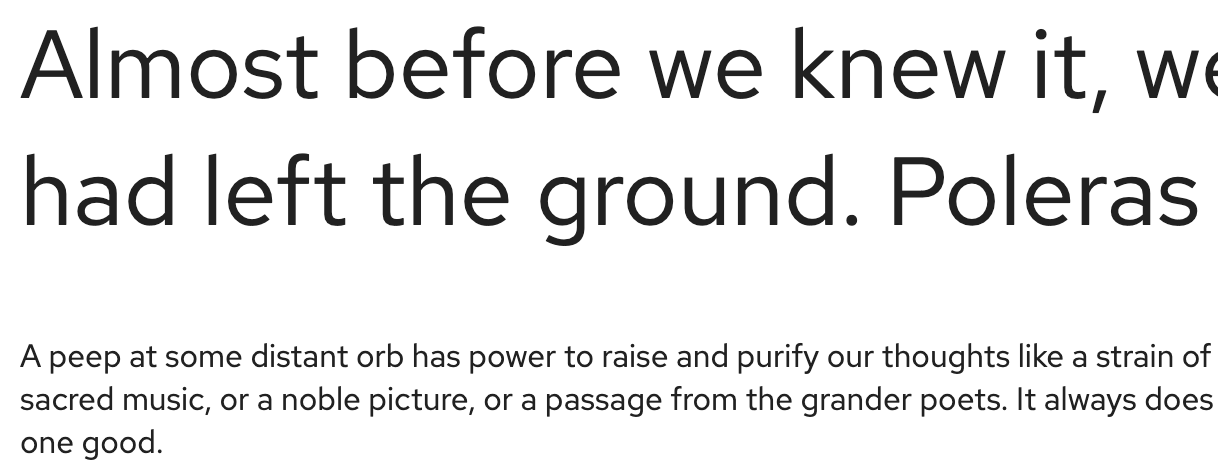 Almost before we knew it, we
had left the ground. Poleras
A peep at some distant orb has power to raise and purify our thoughts like a strain of
sacred music, or a noble picture, or a passage from the grander poets. It always does
one good.